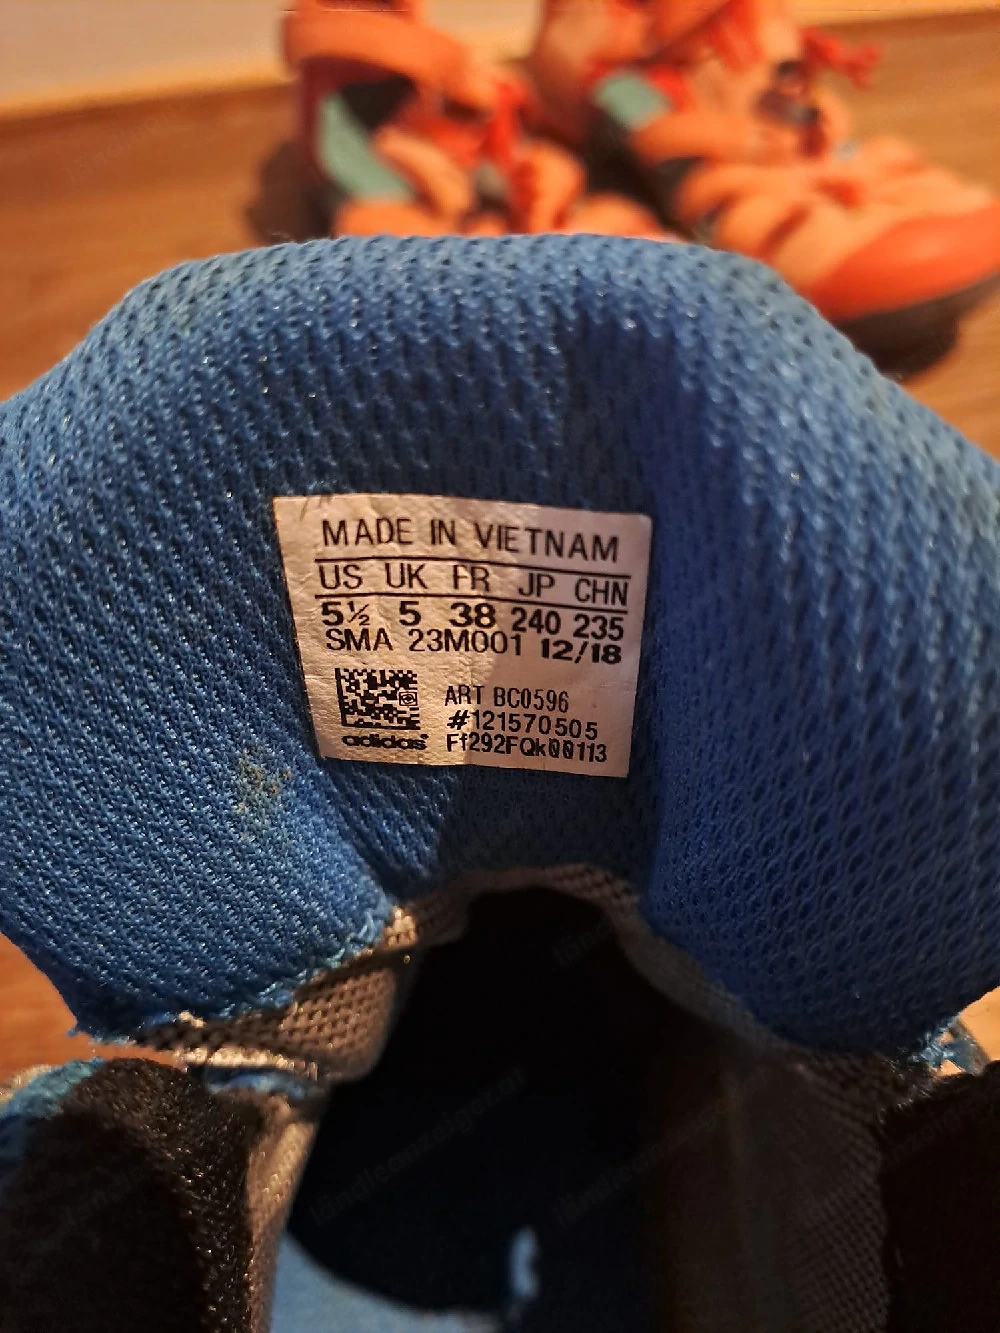 MADE IN VIETNAM
US UK FR JP CHN
5½ 5 38 240 235
SMA 23M001 12/18
ART BC0596
#121570505
adidas Ff292FQk00113